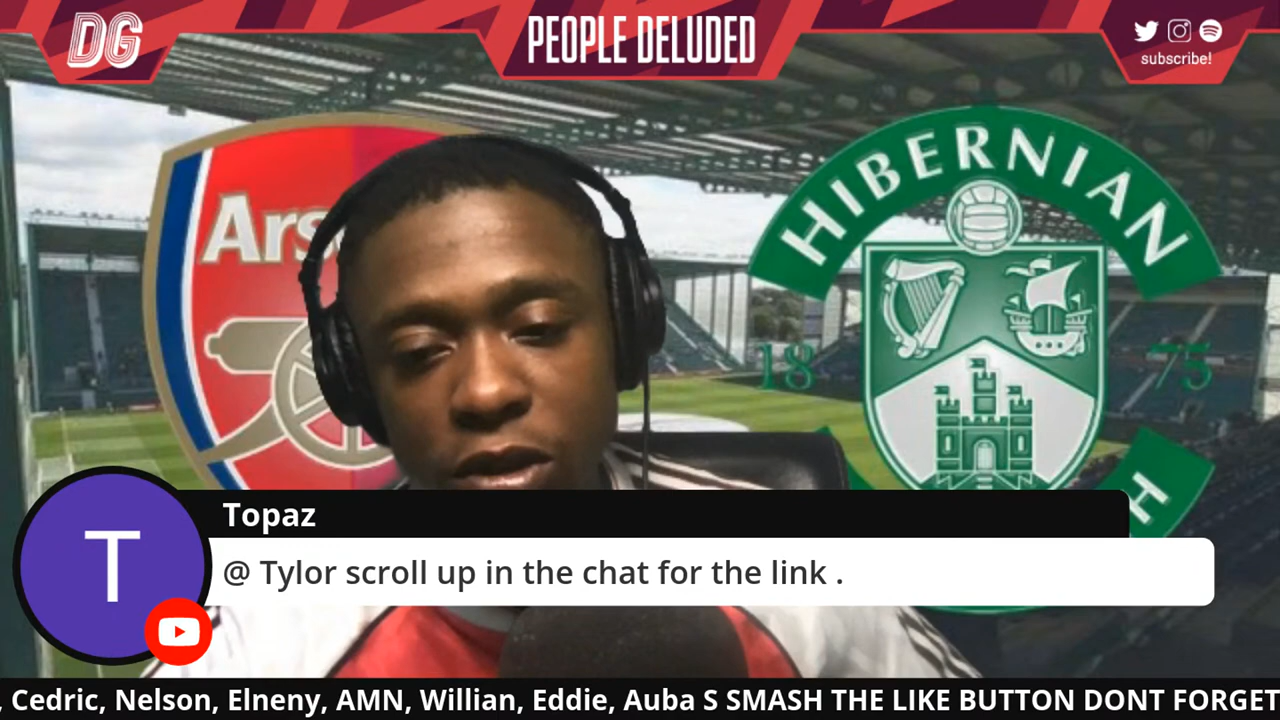 DG
PEOPLE DELUDED
subscribe!
Ars
HIBERNIAN
18 75
H
T
Topaz
@ Tylor scroll up in the chat for the link .
, Cedric, Nelson, Elneny, AMN, Willian, Eddie, Auba S SMASH THE LIKE BUTTON DONT FORGET